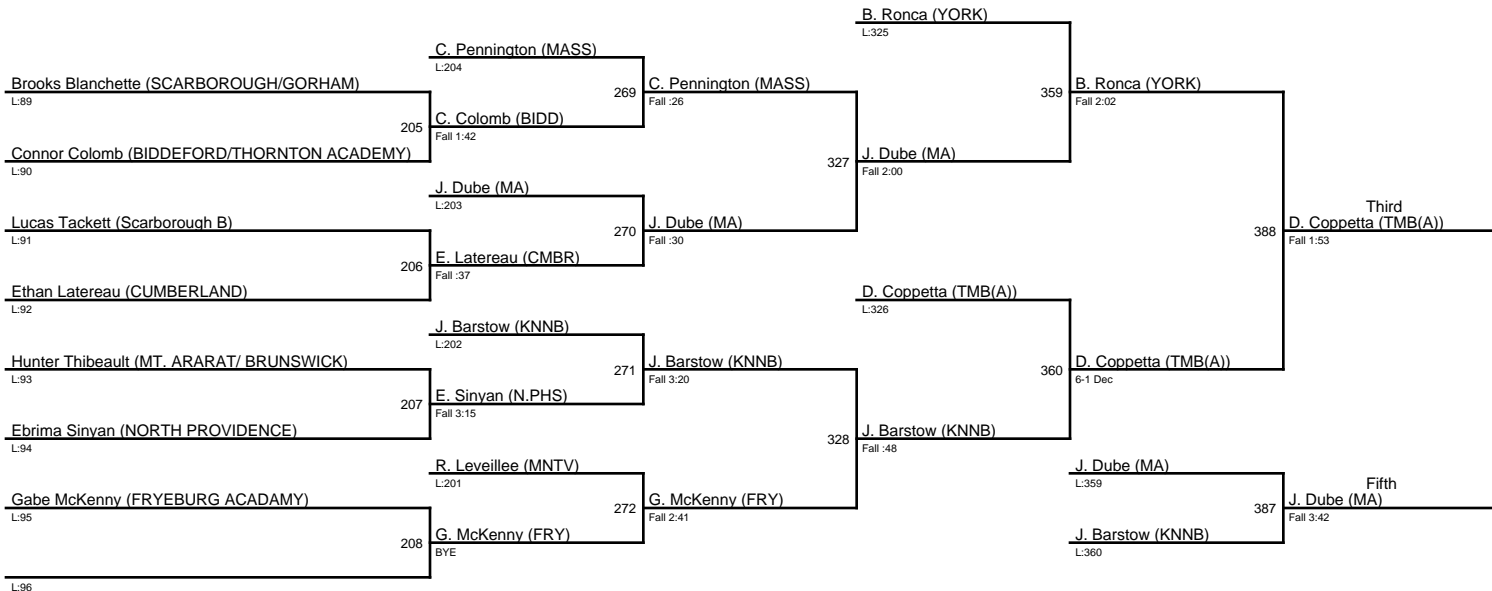 B. Ronca (YORK)
L:325
C. Pennington (MASS)
L:204
Brooks Blanchette (SCARBOROUGH/GORHAM)
L:89
269
C. Pennington (MASS)
Fall :26
359
B. Ronca (YORK)
Fall 2:02
205
C. Colomb (BIDD)
Fall 1:42
Connor Colomb (BIDDEFORD/THORNTON ACADEMY)
L:90
327
J. Dube (MA)
Fall 2:00
J. Dube (MA)
L:203
Lucas Tackett (Scarborough B)
L:91
270
J. Dube (MA)
Fall :30
388
Third
D. Coppetta (TMB(A))
Fall 1:53
206
E. Latereau (CMBR)
Fall :37
Ethan Latereau (CUMBERLAND)
L:92
D. Coppetta (TMB(A))
L:326
J. Barstow (KNNB)
L:202
Hunter Thibeault (MT. ARARAT/ BRUNSWICK)
L:93
271
J. Barstow (KNNB)
Fall 3:20
360
D. Coppetta (TMB(A))
6-1 Dec
207
E. Sinyan (N.PHS)
Fall 3:15
Ebrima Sinyan (NORTH PROVIDENCE)
L:94
328
J. Barstow (KNNB)
Fall :48
R. Leveillee (MNTV)
L:201
J. Dube (MA)
L:359
Gabe McKenny (FRYEBURG ACADAMY)
L:95
272
G. McKenny (FRY)
Fall 2:41
387
Fifth
J. Dube (MA)
Fall 3:42
208
G. McKenny (FRY)
BYE
J. Barstow (KNNB)
L:360
L:96